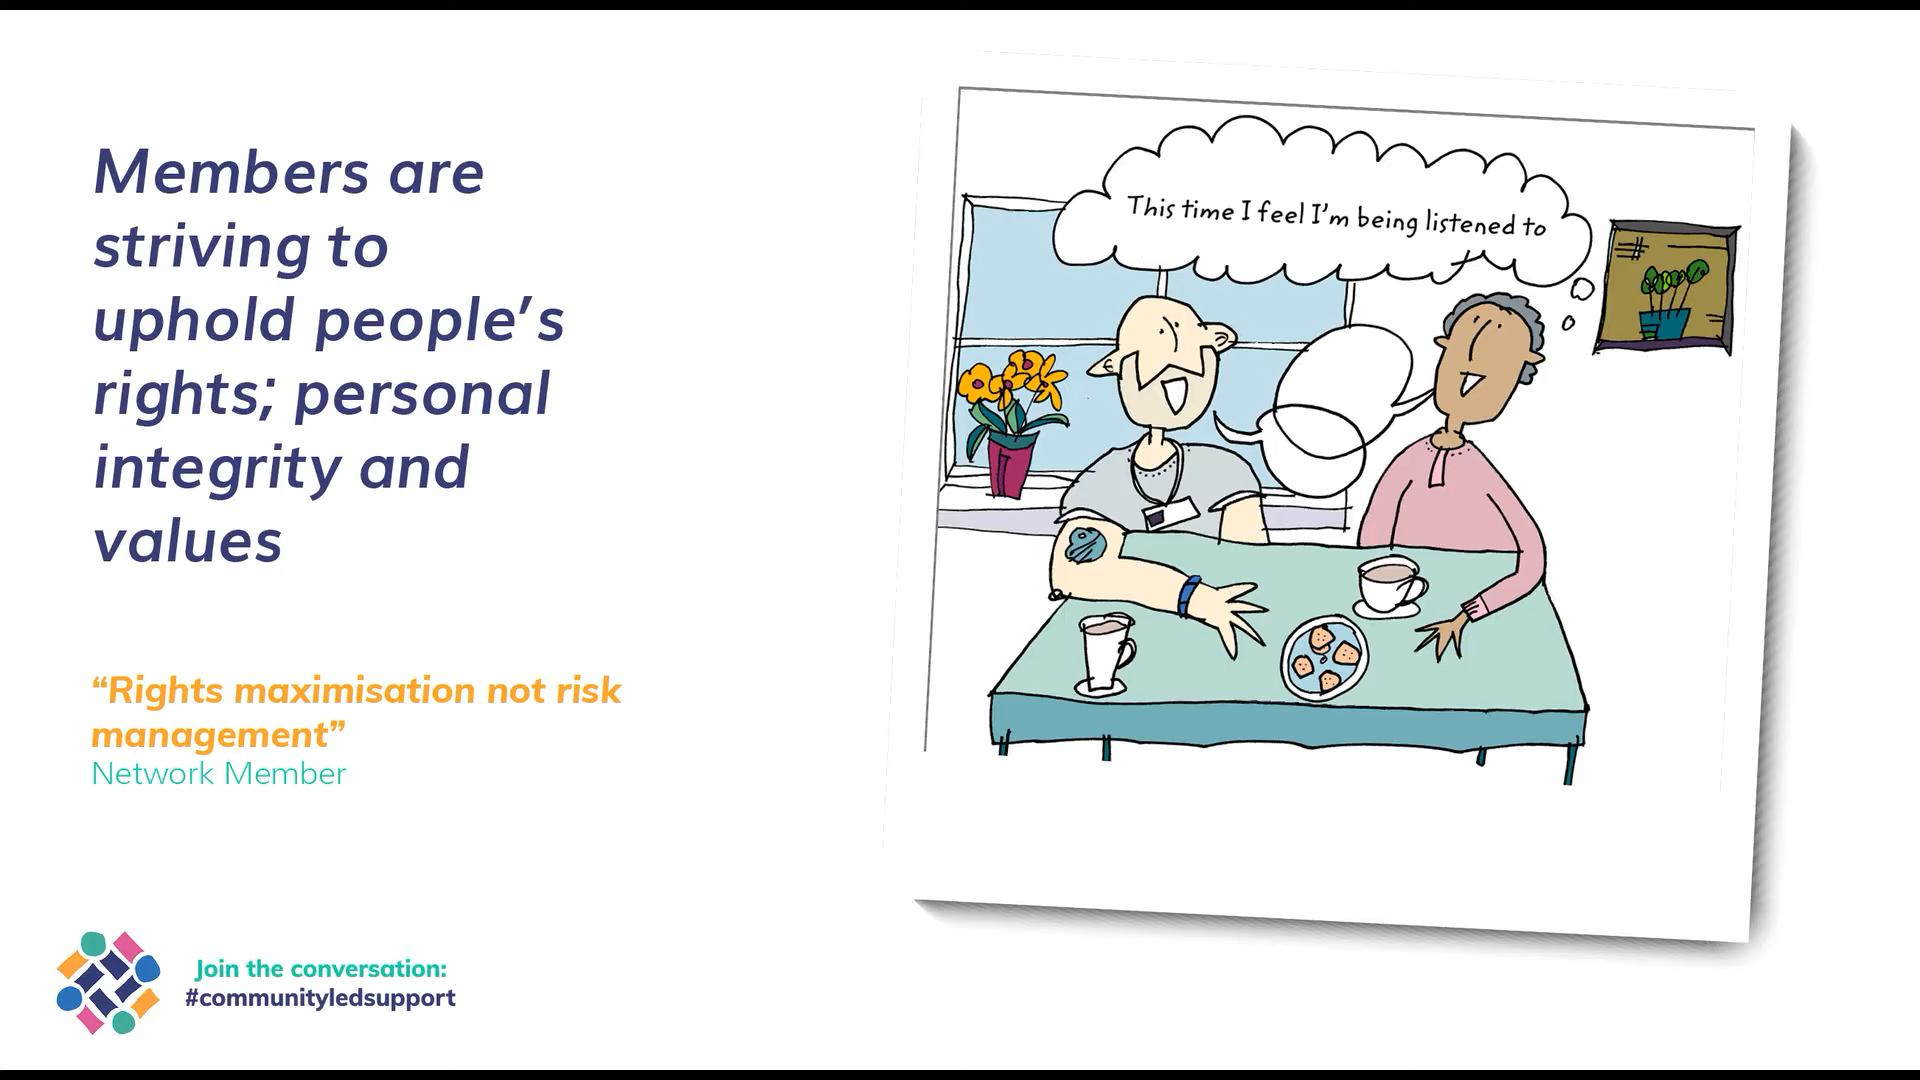 Members are
striving to
uphold people’s
rights; personal
integrity and
values
“Rights maximisation not risk
management”
Network Member
Join the conversation:
#communityledsupport
This time I feel I’m being listened to